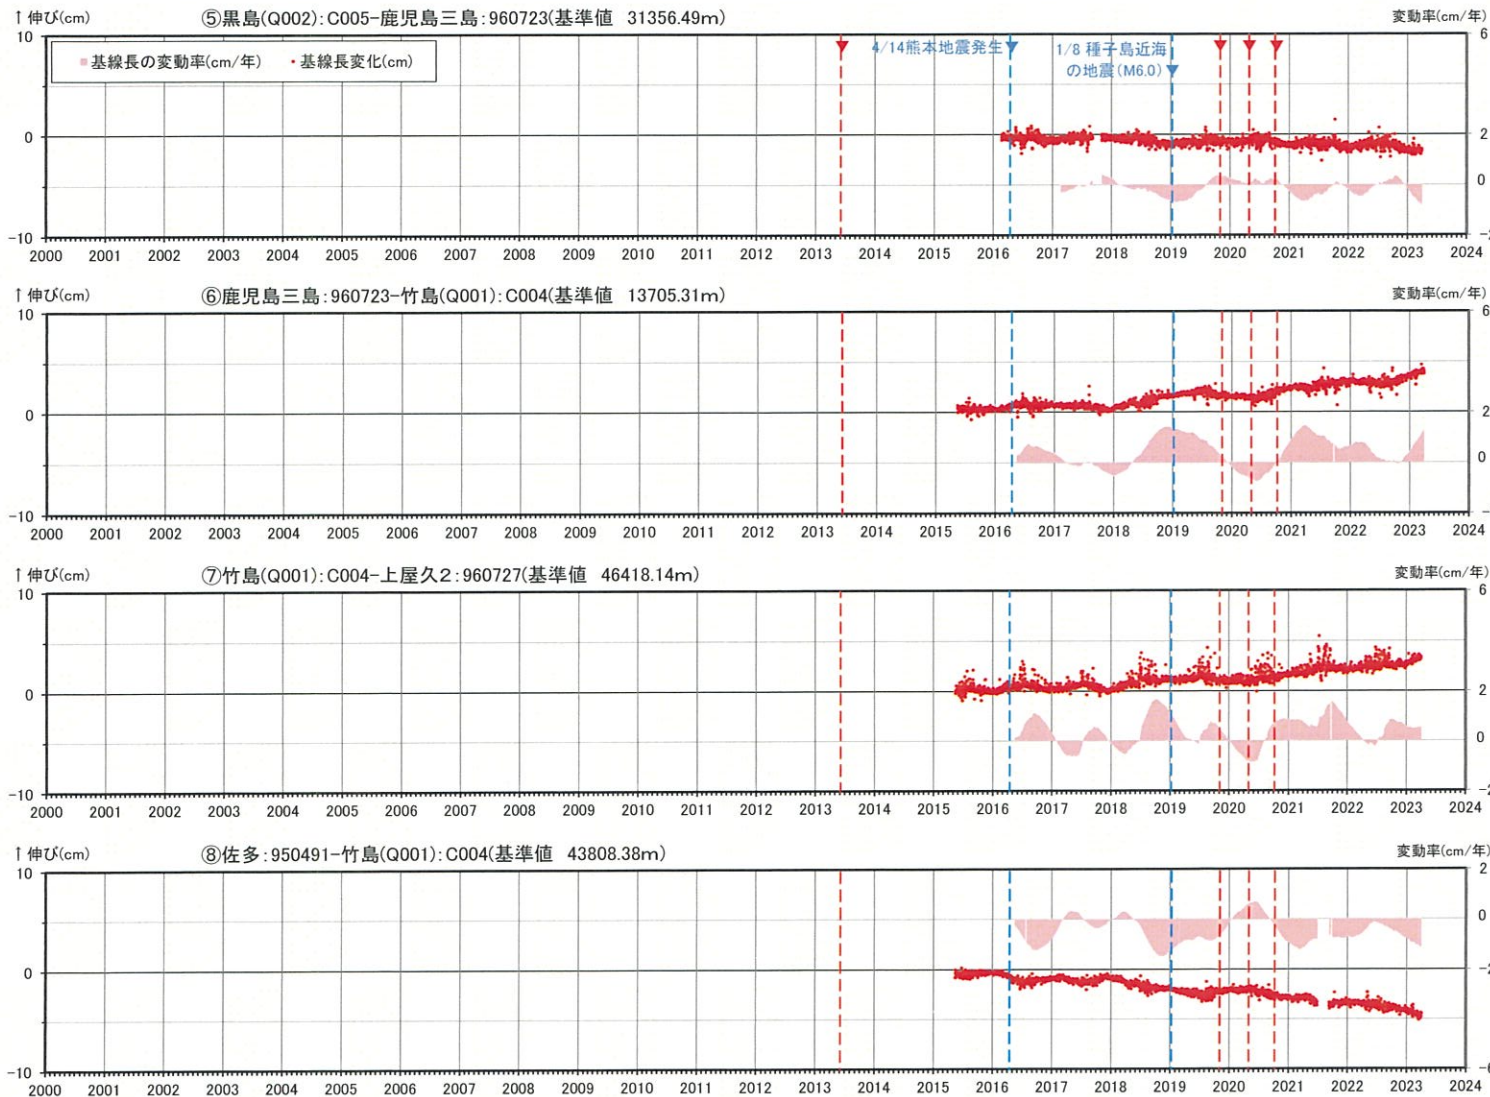 ↑伸び(cm) ⑤黒島(Q002):C005-鹿児島三島:960723(基準値 31356.49m) 変動率(cm/年)
■基線長の変動率(cm/年) ・基線長変化(cm)
4/14熊本地震発生
1/8 種子島近海
の地震(M6.0)
10 6
0 2
0
-10
2000 2001 2002 2003 2004 2005 2006 2007 2008 2009 2010 2011 2012 2013 2014 2015 2016 2017 2018 2019 2020 2021 2022 2023 2024
↑伸び(cm) ⑥鹿児島三島:960723-竹島(Q001):C004(基準値 13705.31m) 変動率(cm/年)
10 6
0 2
0
-10
2000 2001 2002 2003 2004 2005 2006 2007 2008 2009 2010 2011 2012 2013 2014 2015 2016 2017 2018 2019 2020 2021 2022 2023 2024
↑伸び(cm) ⑦竹島(Q001):C004-上屋久2:960727(基準値 46418.14m) 変動率(cm/年)
10 6
0 2
0
-10 -2
2000 2001 2002 2003 2004 2005 2006 2007 2008 2009 2010 2011 2012 2013 2014 2015 2016 2017 2018 2019 2020 2021 2022 2023 2024
↑伸び(cm) ⑧佐多:950491-竹島(Q001):C004(基準値 43808.38m) 変動率(cm/年)
10 2
0
0 -2
-10 -6
2000 2001 2002 2003 2004 2005 2006 2007 2008 2009 2010 2011 2012 2013 2014 2015 2016 2017 2018 2019 2020 2021 2022 2023 2024